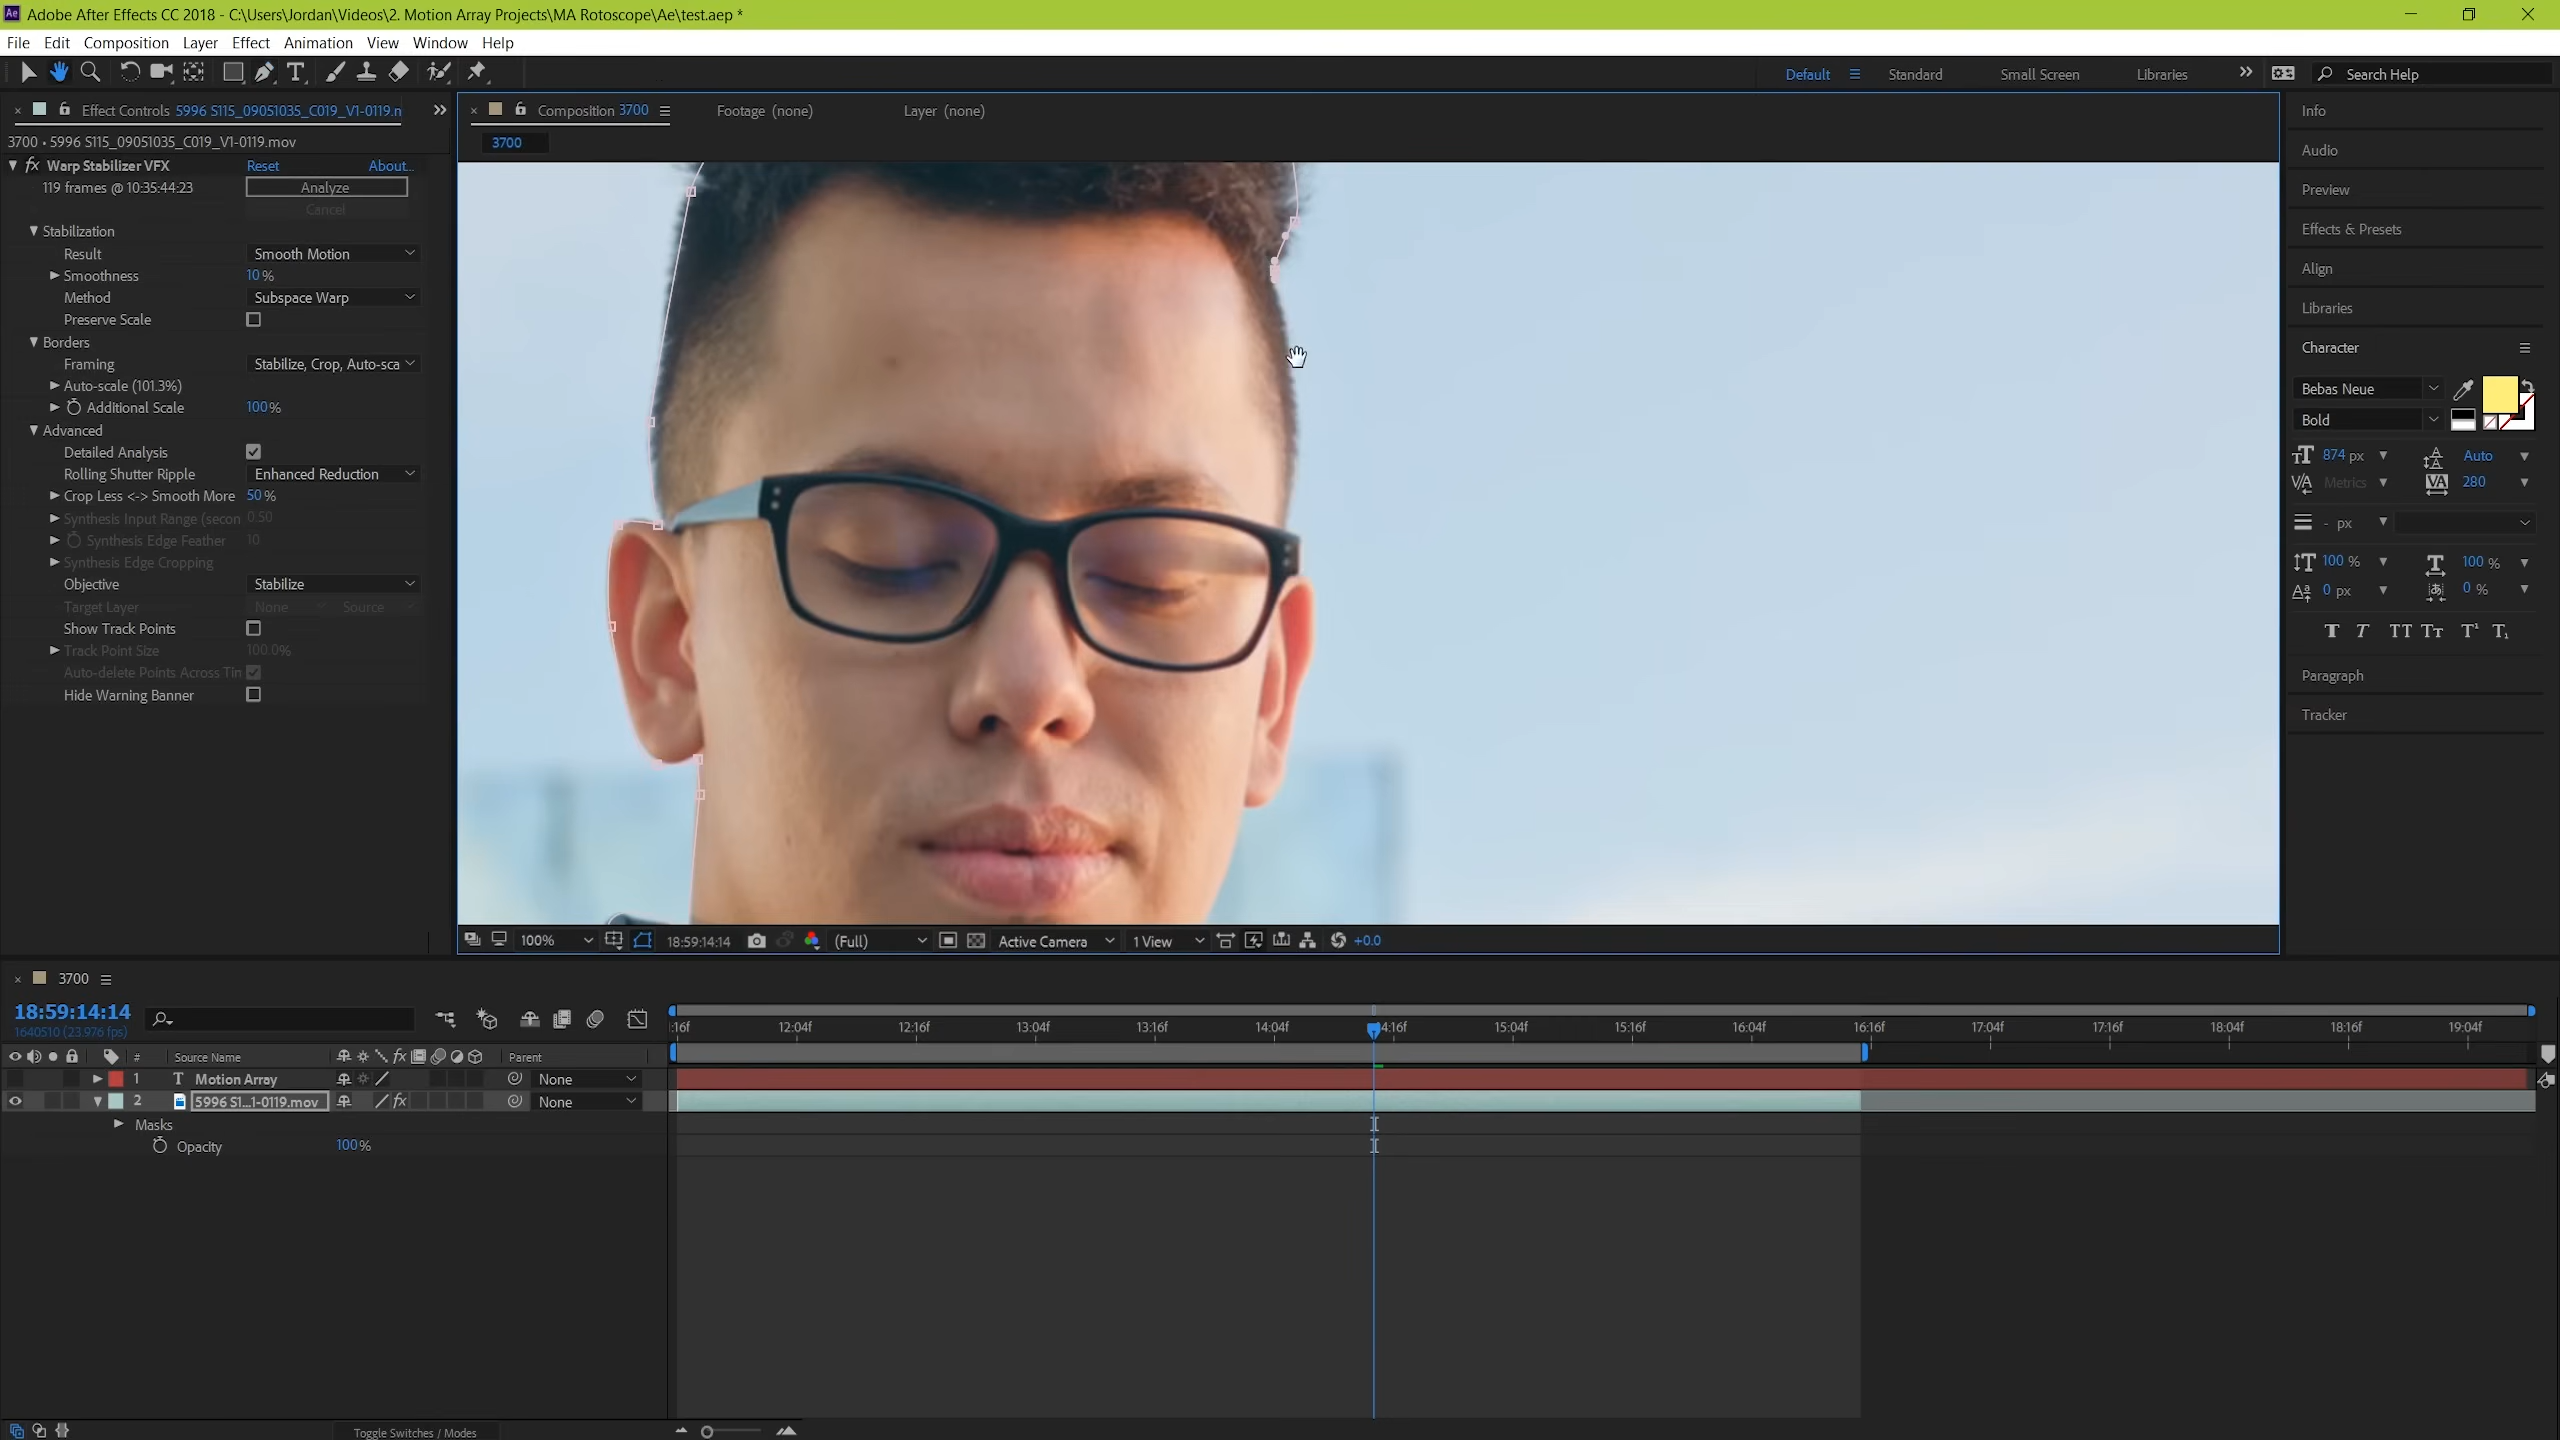 Adobe After Effects CC 2018 - C:\Users\Jordan\Videos\2. Motion Array Projects\MA Rotoscope\Ae\test.aep *
File Edit Composition Layer Effect Animation View Window Help
Default Standard Small Screen Libraries Search Help
Effect Controls 5996 S115_09051035_C019_V1-0119.n
3700 • 5996 S115_09051035_C019_V1-0119.mov
Warp Stabilizer VFX Reset About...
119 frames @ 10:35:44:23 Analyze
Cancel
Stabilization
Result Smooth Motion
Smoothness 10%
Method Subspace Warp
Preserve Scale
Borders
Framing Stabilize, Crop, Auto-sca
Auto-scale (101.3%)
Additional Scale 100%
Advanced
Detailed Analysis
Rolling Shutter Ripple Enhanced Reduction
Crop Less <-> Smooth More 50%
Synthesis Input Range (secon 0.50
Synthesis Edge Feather 10
Synthesis Edge Cropping
Objective Stabilize
Target Layer None Source
Show Track Points
Track Point Size 100.0%
Auto-delete Points Across Tin
Hide Warning Banner
Composition 3700 Footage (none) Layer (none)
3700
100% 18:59:14:14 (Full) Active Camera 1 View +0.0
Info
Audio
Preview
Effects & Presets
Align
Libraries
Character
Bebas Neue
Bold
874 px Auto
Metrics 280
- px
100 % 100 %
0 px 0 %
T T TT Tt T¹ T₁
Paragraph
Tracker
3700
18:59:14:14
1640510 (23.976 fps)
:16f 12:04f 12:16f 13:04f 13:16f 14:04f 14:16f 15:04f 15:16f 16:04f 16:16f 17:04f 17:16f 18:04f 18:16f 19:04f
# Source Name Parent
1 Motion Array None
2 5996 S1...1-0119.mov None
Masks
Opacity 100%
Toggle Switches / Modes